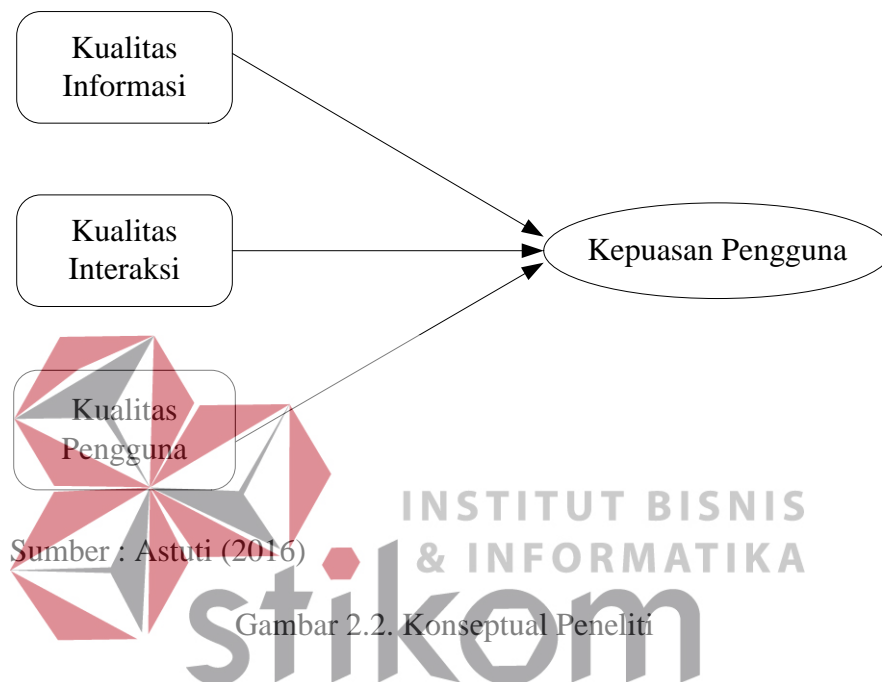 Kualitas
Informasi
Kualitas
Interaksi
Kepuasan Pengguna
Kualitas
Pengguna
INSTITUT BISNIS
& INFORMATIKA
Sumber : Astuti (2016)
stikom
Gambar 2.2. Konseptual Peneliti